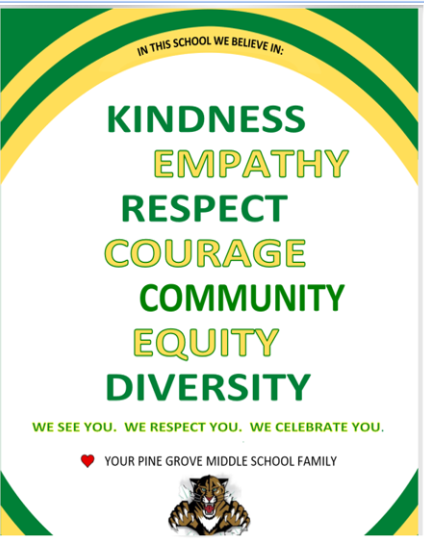 IN THIS SCHOOL WE BELIEVE IN:
KINDNESS
EMPATHY
RESPECT
COURAGE
COMMUNITY
EQUITY
DIVERSITY
WE SEE YOU. WE RESPECT YOU. WE CELEBRATE YOU.
YOUR PINE GROVE MIDDLE SCHOOL FAMILY